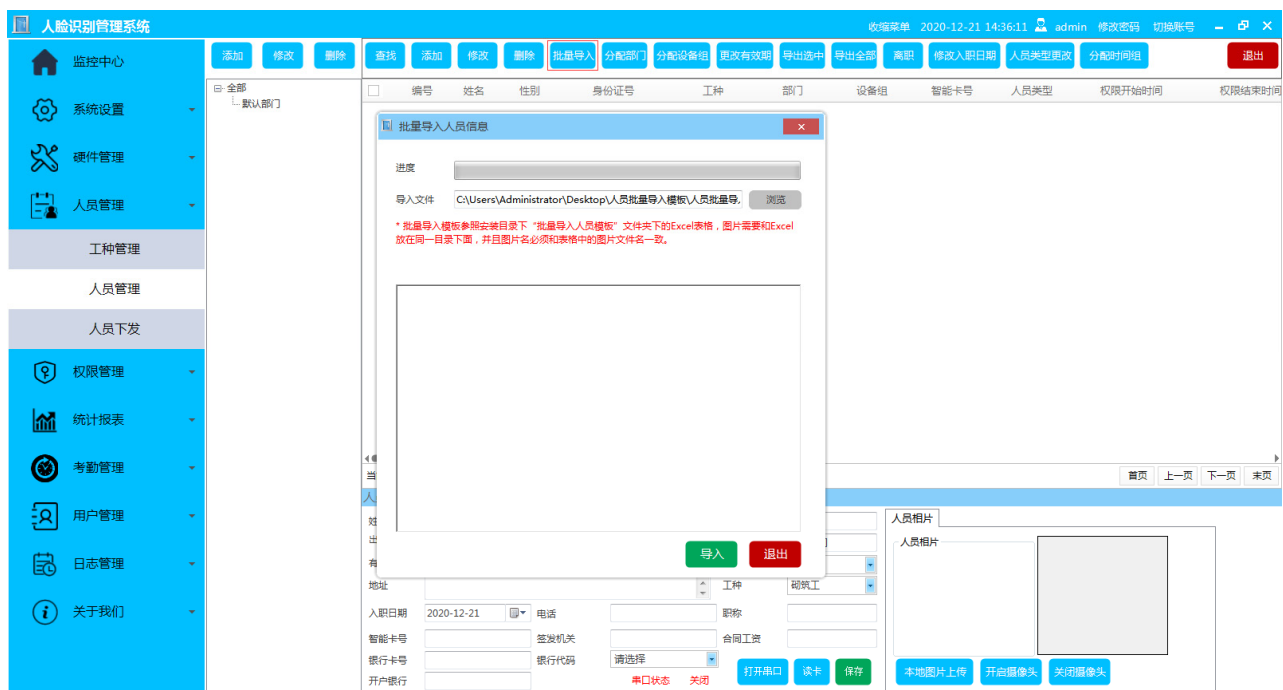 人脸识别管理系统
收缩菜单 2020-12-21 14:36:11 admin 修改密码 切换账号
监控中心
系统设置
硬件管理
人员管理
工种管理
人员管理
人员下发
权限管理
统计报表
考勤管理
用户管理
日志管理
关于我们
添加 修改 删除
全部
默认部门
查找 添加 修改 删除 批量导入 分配部门 分配设备组 更改有效期 导出选中 导出全部 离职 修改入职日期 人员类型更改 分配时间组 退出
编号 姓名 性别 身份证号 工种 部门 设备组 智能卡号 人员类型 权限开始时间 权限结束时间
批量导入人员信息
进度
导入文件 C:\Users\Administrator\Desktop\人员批量导入模板\人员批量导. 浏览
* 批量导入模板参照安装目录下“批量导入人员模板”文件夹下的Excel表格，图片需要和Excel
放在同一目录下面，并且图片名必须和表格中的图片文件名一致。
导入 退出
当
首页 上一页 下一页 末页
人
姓
出
有
地址 工种 砌筑工
入职日期 2020-12-21 电话 职称
智能卡号 签发机关 合同工资
银行卡号 银行代码 请选择
开户银行 串口状态 关闭
打开串口 读卡 保存
人员相片
人员相片
本地图片上传 开启摄像头 关闭摄像头